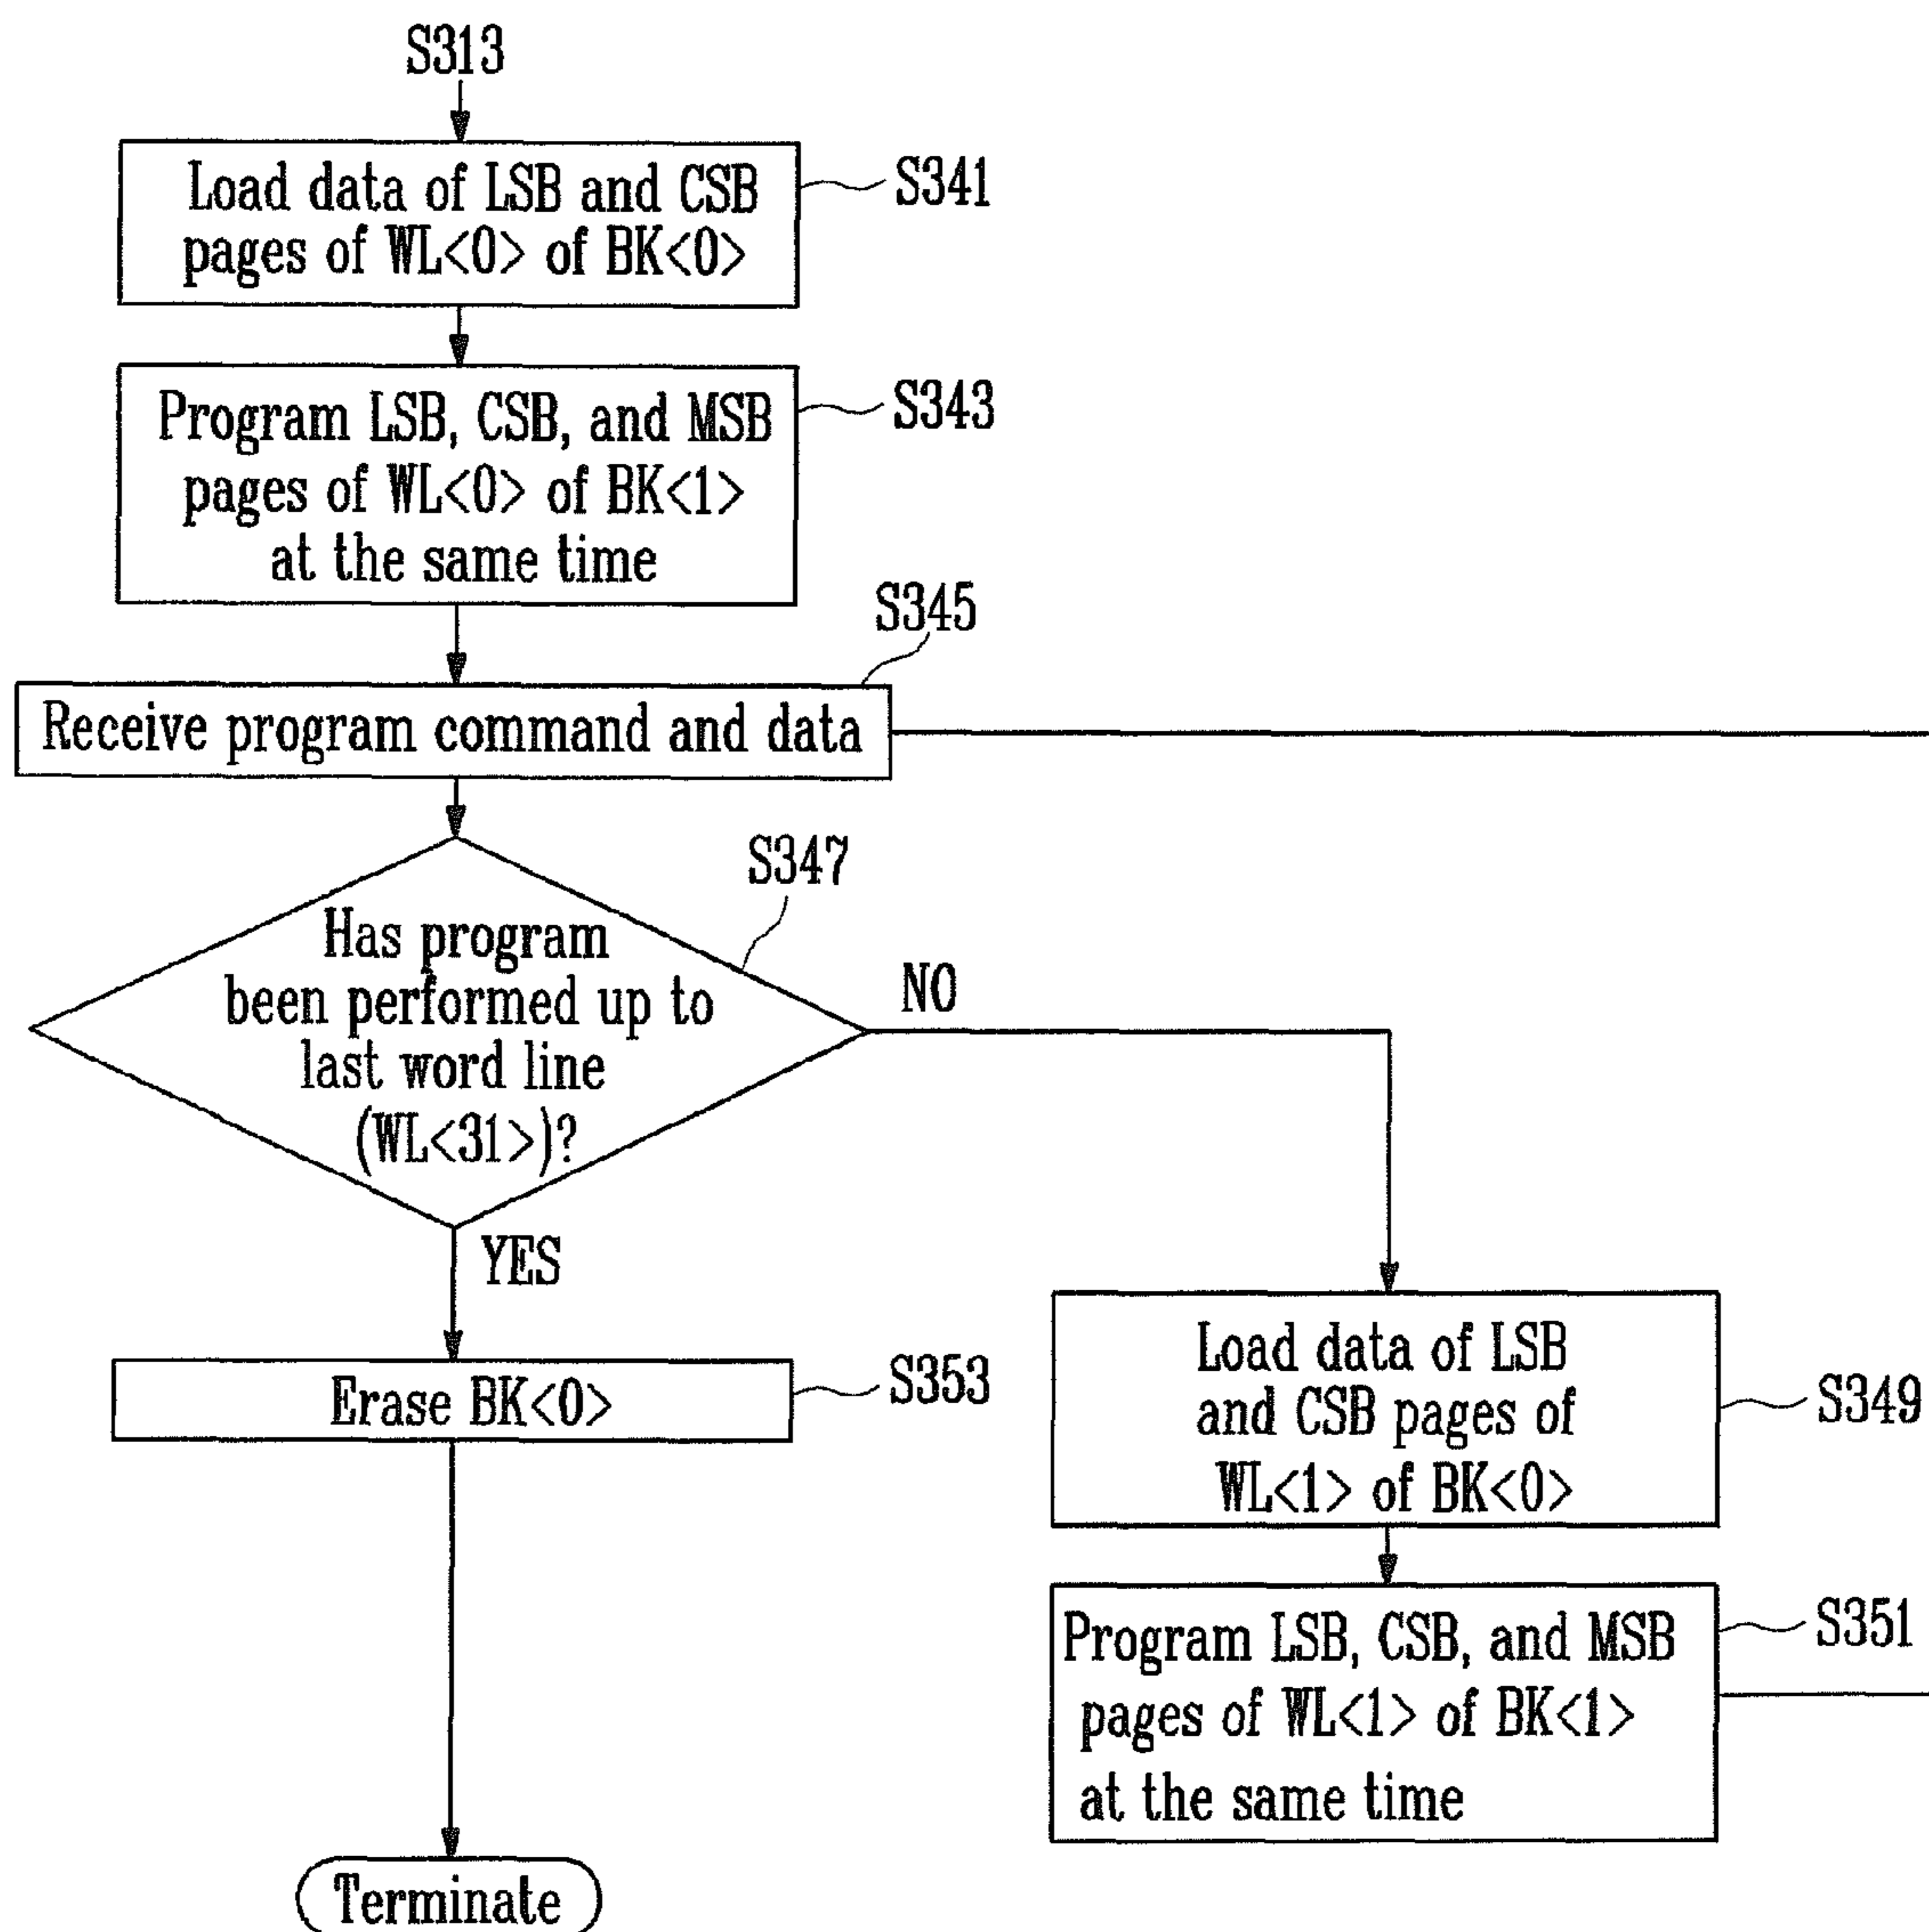 S313
Load data of LSB and CSB
pages of WL<0> of BK<0>
S341
Program LSB, CSB, and MSB
pages of WL<0> of BK<1>
at the same time
S343
S345
Receive program command and data
S347
Has program
been performed up to
last word line
(WL<31>)?
NO
YES
Erase BK<0>
S353
Load data of LSB
and CSB pages of
WL<1> of BK<0>
S349
Program LSB, CSB, and MSB
pages of WL<1> of BK<1>
at the same time
S351
Terminate